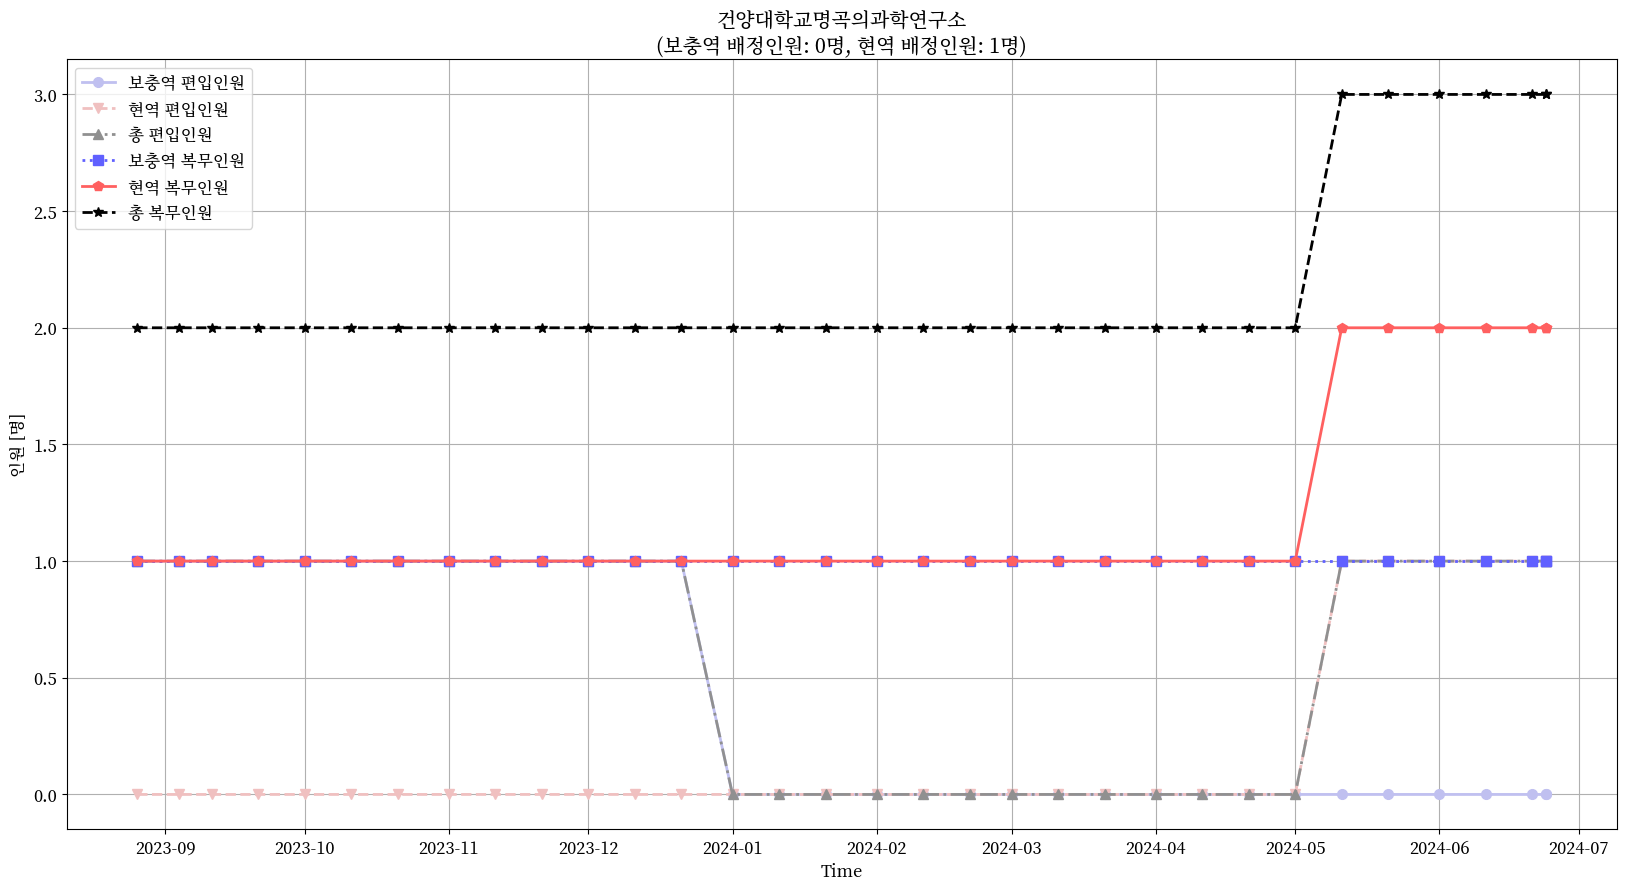 건양대학교명곡의과학연구소
(보충역 배정인원: 0명, 현역 배정인원: 1명)
보충역 편입인원
현역 편입인원
총 편입인원
보충역 복무인원
현역 복무인원
총 복무인원
3.0
2.5
2.0
1.5
1.0
0.5
0.0
인원 [명]
2023-09
2023-10
2023-11
2023-12
2024-01
2024-02
2024-03
2024-04
2024-05
2024-06
2024-07
Time